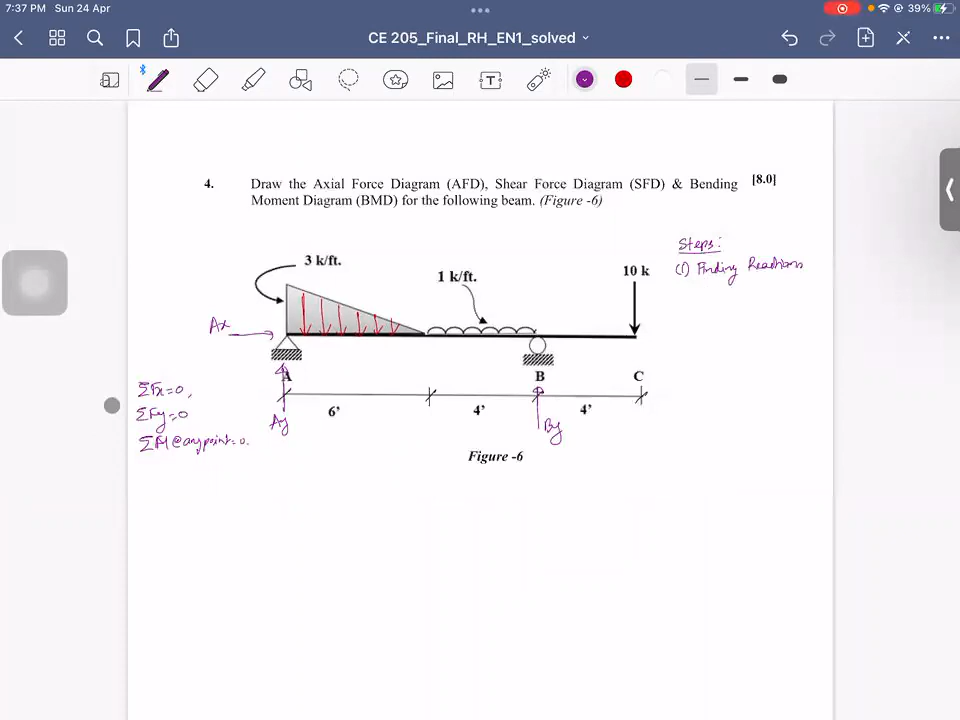 7:37 PM Sun 24 Apr
39%
CE 205_Final_RH_EN1_solved
4. Draw the Axial Force Diagram (AFD), Shear Force Diagram (SFD) & Bending [8.0]
Moment Diagram (BMD) for the following beam. (Figure -6)
Steps:
(1) Finding Reactions
3 k/ft.
1 k/ft.
10 k
Ax
A
B
C
ΣFx=0,
ΣFy=0
ΣM@any point=0.
6'
4'
4'
Ay
By
Figure -6